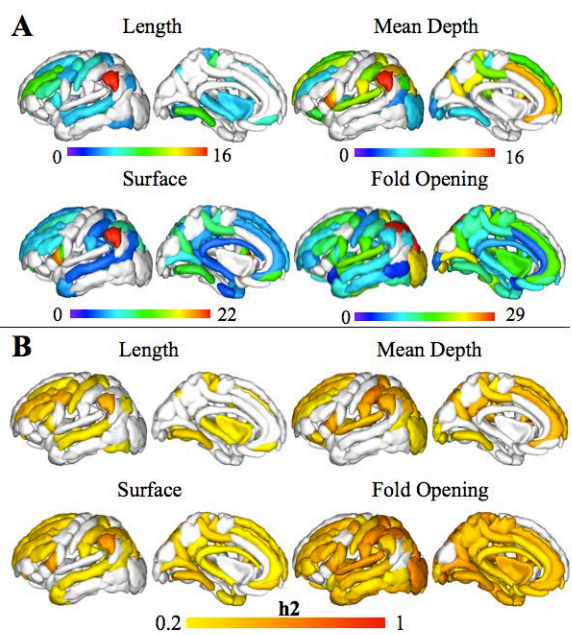 A
Length Mean Depth
0 16 0 16
Surface Fold Opening
0 22 0 29
B
Length Mean Depth
Surface Fold Opening
h2
0.2 1